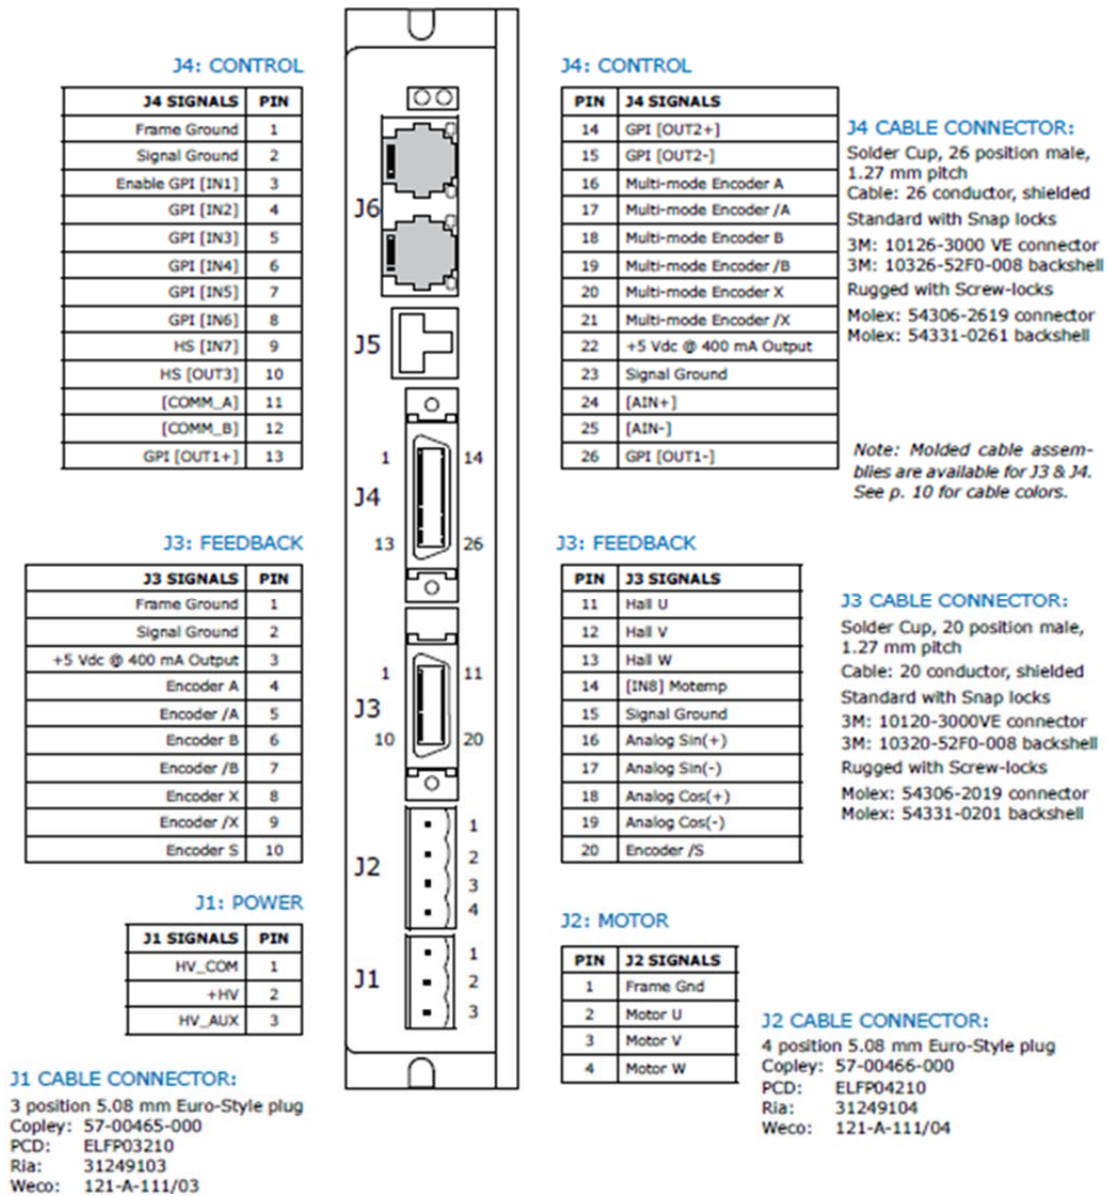 J4: CONTROL
J4 SIGNALS PIN
Frame Ground 1
Signal Ground 2
Enable GPI [IN1] 3
GPI [IN2] 4
GPI [IN3] 5
GPI [IN4] 6
GPI [IN5] 7
GPI [IN6] 8
HS [IN7] 9
HS [OUT3] 10
[COMM_A] 11
[COMM_B] 12
GPI [OUT1+] 13
J3: FEEDBACK
J3 SIGNALS PIN
Frame Ground 1
Signal Ground 2
+5 Vdc @ 400 mA Output 3
Encoder A 4
Encoder /A 5
Encoder B 6
Encoder /B 7
Encoder X 8
Encoder /X 9
Encoder S 10
J1: POWER
J1 SIGNALS PIN
HV_COM 1
+HV 2
HV_AUX 3
J1 CABLE CONNECTOR:
3 position 5.08 mm Euro-Style plug
Copley: 57-00465-000
PCD: ELFP03210
Ria: 31249103
Weco: 121-A-111/03
J6
J5
1 14
J4
13 26
1 11
J3
10 20
1
J2 2
3
4
1
J1 2
3
J4: CONTROL
PIN J4 SIGNALS
14 GPI [OUT2+]
15 GPI [OUT2-]
16 Multi-mode Encoder A
17 Multi-mode Encoder /A
18 Multi-mode Encoder B
19 Multi-mode Encoder /B
20 Multi-mode Encoder X
21 Multi-mode Encoder /X
22 +5 Vdc @ 400 mA Output
23 Signal Ground
24 [AIN+]
25 [AIN-]
26 GPI [OUT1-]
J4 CABLE CONNECTOR:
Solder Cup, 26 position male,
1.27 mm pitch
Cable: 26 conductor, shielded
Standard with Snap locks
3M: 10126-3000 VE connector
3M: 10326-52F0-008 backshell
Rugged with Screw-locks
Molex: 54306-2619 connector
Molex: 54331-0261 backshell
Note: Molded cable assem-
blies are available for J3 & J4.
See p. 10 for cable colors.
J3: FEEDBACK
PIN J3 SIGNALS
11 Hall U
12 Hall V
13 Hall W
14 [IN8] Motemp
15 Signal Ground
16 Analog Sin(+)
17 Analog Sin(-)
18 Analog Cos(+)
19 Analog Cos(-)
20 Encoder /S
J3 CABLE CONNECTOR:
Solder Cup, 20 position male,
1.27 mm pitch
Cable: 20 conductor, shielded
Standard with Snap locks
3M: 10120-3000VE connector
3M: 10320-52F0-008 backshell
Rugged with Screw-locks
Molex: 54306-2019 connector
Molex: 54331-0201 backshell
J2: MOTOR
PIN J2 SIGNALS
1 Frame Gnd
2 Motor U
3 Motor V
4 Motor W
J2 CABLE CONNECTOR:
4 position 5.08 mm Euro-Style plug
Copley: 57-00466-000
PCD: ELFP04210
Ria: 31249104
Weco: 121-A-111/04